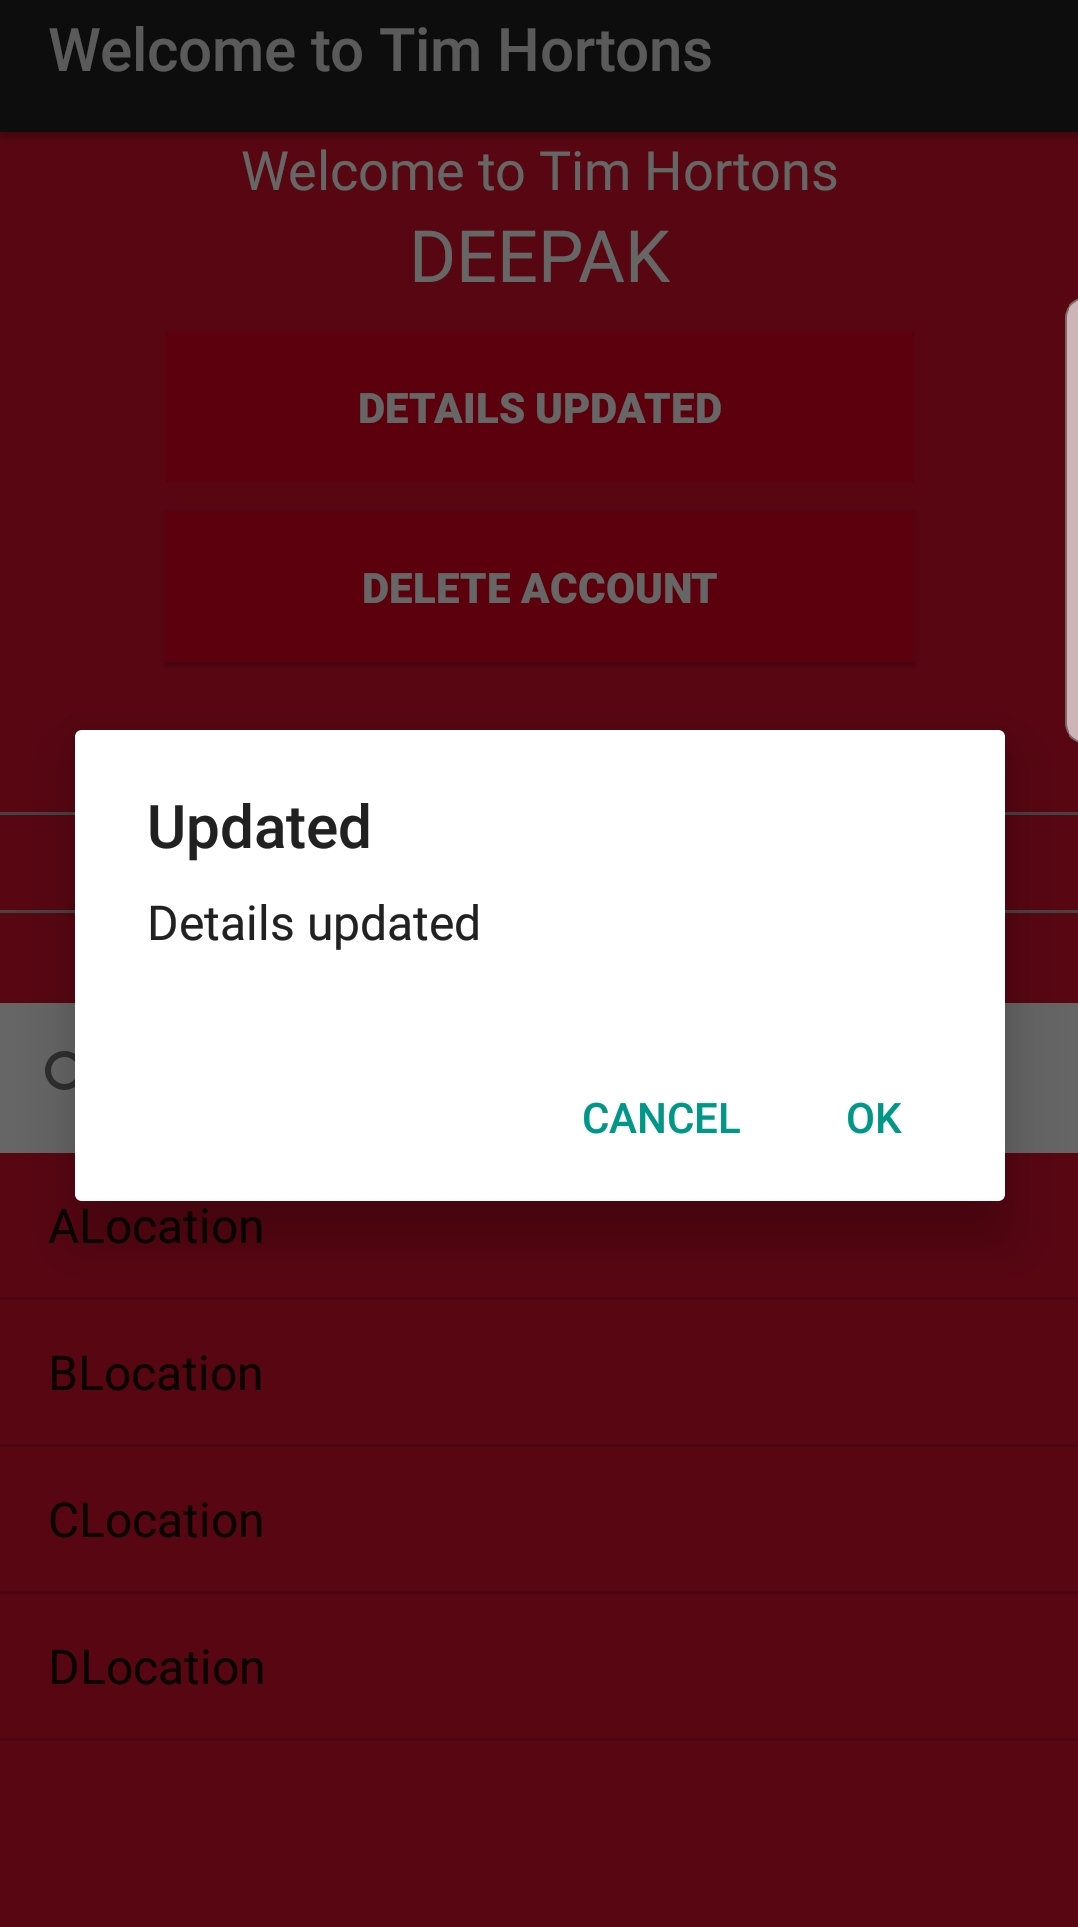 Welcome to Tim Hortons
Welcome to Tim Hortons
DEEPAK
DETAILS UPDATED
DELETE ACCOUNT
Updated
Details updated
CANCEL OK
ALocation
BLocation
CLocation
DLocation